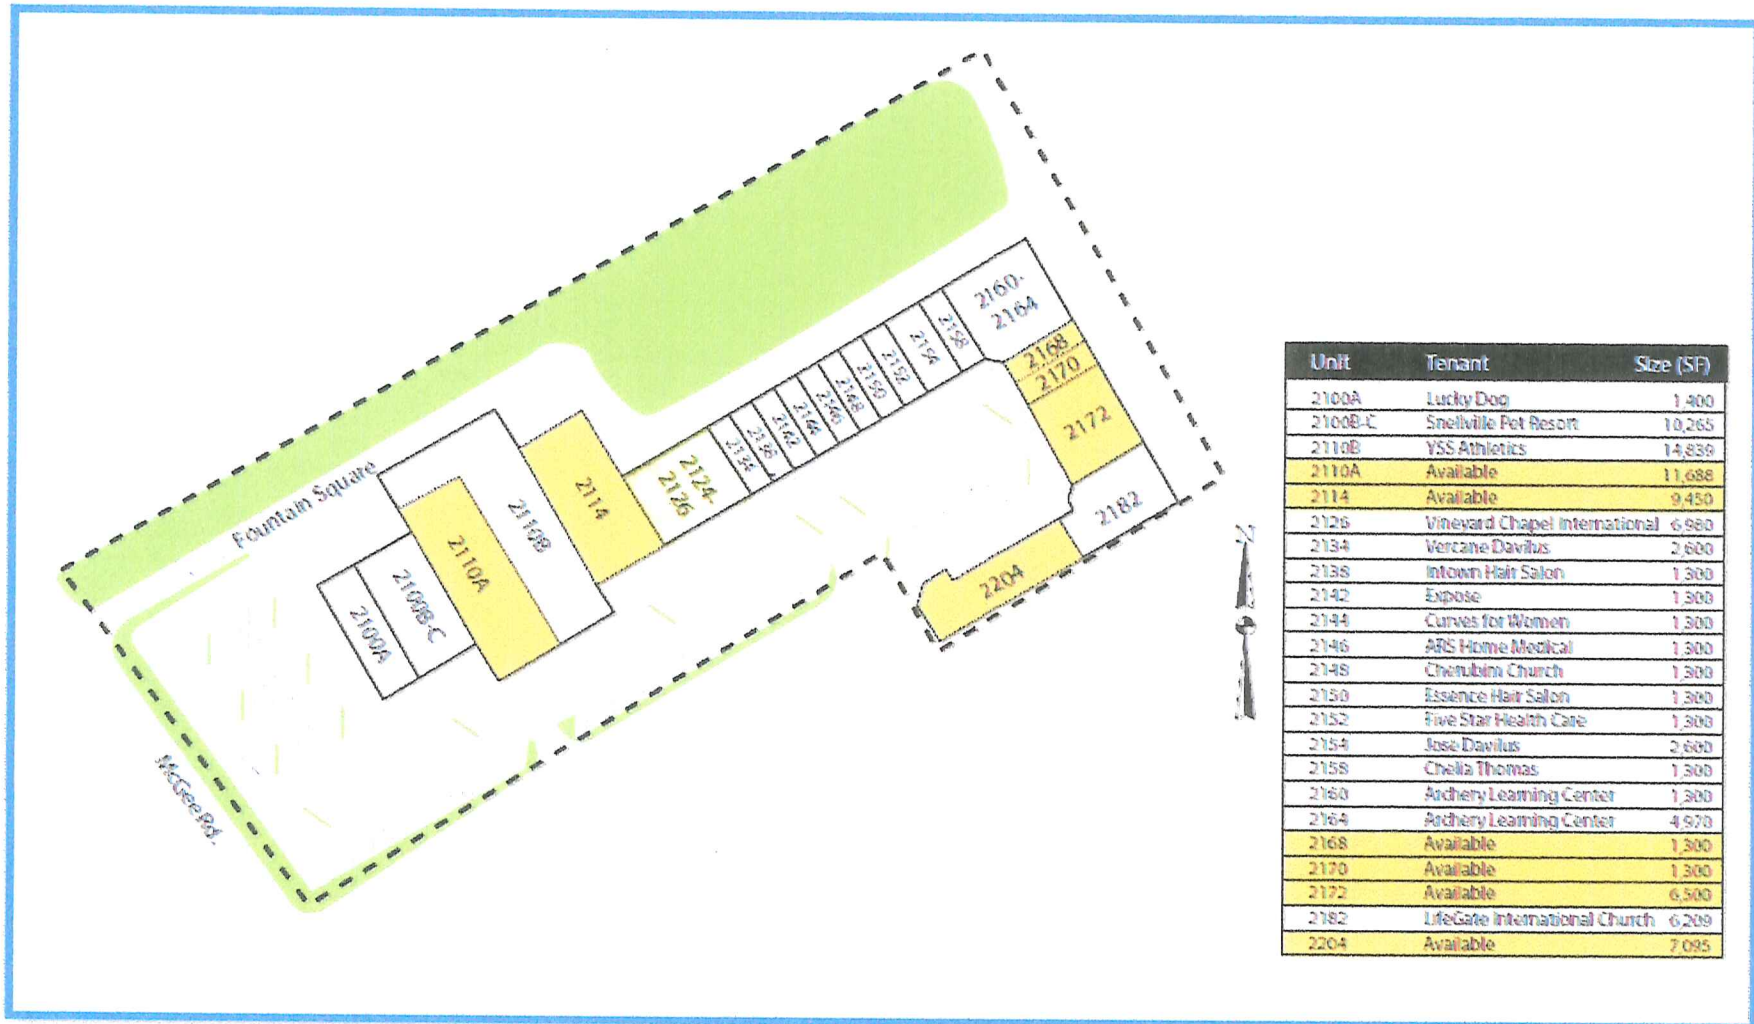 Fountain Square
McGee Rd.
2100A
2100B-C
2110A
2110B
2114
2124-
2126
2134
2138
2142
2144
2146
2148
2150
2152
2154
2158
2160-
2164
2168
2170
2172
2182
2204
N
Unit Tenant Size (SF)
2100A Lucky Dog 1,400
2100B-C Snellville Pet Resort 10,265
2110B YSS Athletics 14,839
2110A Available 11,688
2114 Available 9,450
2126 Vineyard Chapel International 6,980
2134 Vercane Davilus 2,600
2138 Intown Hair Salon 1,300
2142 Expose 1,300
2144 Curves for Women 1,300
2146 ARS Home Medical 1,300
2148 Cherubim Church 1,300
2150 Essence Hair Salon 1,300
2152 Five Star Health Care 1,300
2154 Jose Davilus 2,600
2158 Chelia Thomas 1,300
2160 Archery Learning Center 1,300
2164 Archery Learning Center 4,970
2168 Available 1,300
2170 Available 1,300
2172 Available 6,500
2182 LifeGate International Church 6,209
2204 Available 7,095